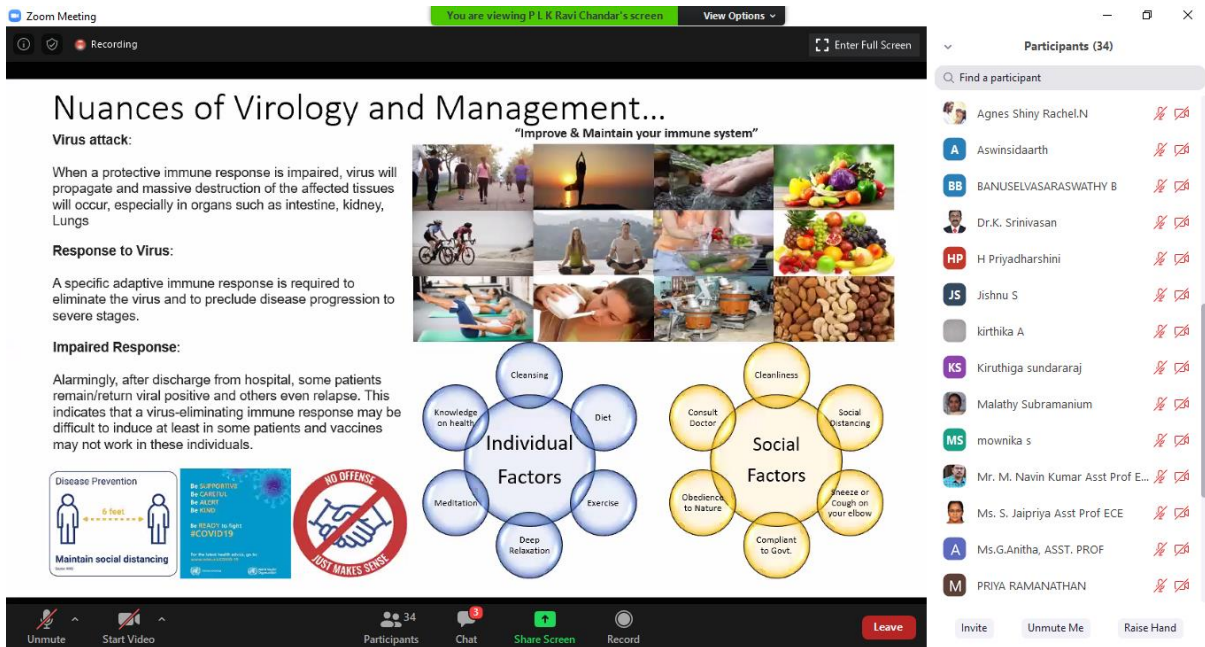 Zoom Meeting
You are viewing P L K Ravi Chandar's screen
View Options
Recording
Enter Full Screen
Nuances of Virology and Management...
"Improve & Maintain your immune system"
Virus attack:
When a protective immune response is impaired, virus will
propagate and massive destruction of the affected tissues
will occur, especially in organs such as intestine, kidney,
Lungs
Response to Virus:
A specific adaptive immune response is required to
eliminate the virus and to preclude disease progression to
severe stages.
Impaired Response:
Alarmingly, after discharge from hospital, some patients
remain/return viral positive and others even relapse. This
indicates that a virus-eliminating immune response may be
difficult to induce at least in some patients and vaccines
may not work in these individuals.
Disease Prevention
6 feet
Maintain social distancing
Be SUPPORTIVE
Be CAREFUL
Be ALERT
Be KIND
Be READY to fight
#COVID19
NO OFFENSE
JUST MAKES SENSE
Individual
Factors
Cleansing
Diet
Exercise
Deep
Relaxation
Meditation
Knowledge
on health
Social
Factors
Cleanliness
Social
Distancing
Sneeze or
Cough on
your elbow
Compliant
to Govt.
Obedience
to Nature
Consult
Doctor
Unmute
Start Video
34
Participants
3
Chat
Share Screen
Record
Leave
Participants (34)
Find a participant
Agnes Shiny Rachel.N
A Aswinsidaarth
BB BANUSELVASARASWATHY B
Dr.K. Srinivasan
HP H Priyadharshini
JS Jishnu S
kirthika A
KS Kiruthiga sundararaj
Malathy Subramanium
MS mownika s
Mr. M. Navin Kumar Asst Prof E...
Ms. S. Jaipriya Asst Prof ECE
A Ms.G.Anitha, ASST. PROF
M PRIYA RAMANATHAN
Invite
Unmute Me
Raise Hand